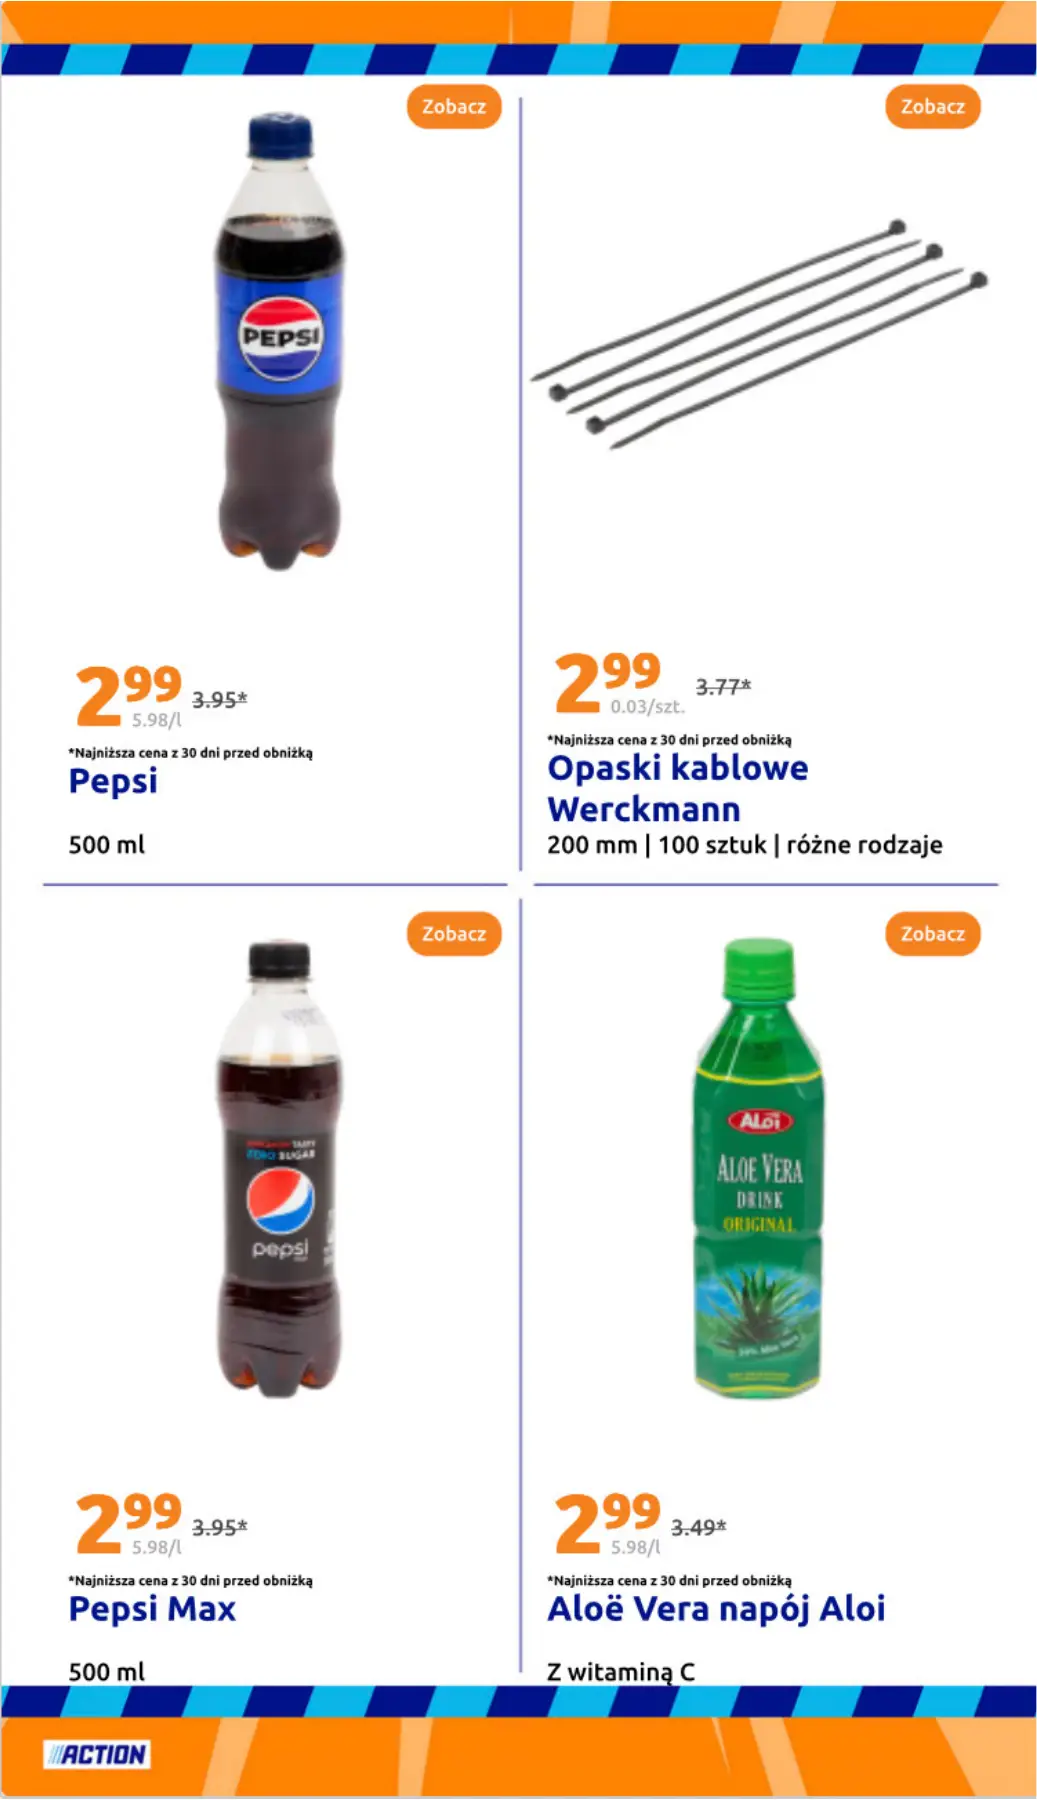 Zobacz
PEPSI
2 99
3.95*
5.98/l
*Najniższa cena z 30 dni przed obniżką
Pepsi
500 ml
Zobacz
2 99
3.77*
0.03/szt.
*Najniższa cena z 30 dni przed obniżką
Opaski kablowe
Werckmann
200 mm | 100 sztuk | różne rodzaje
Zobacz
TASTY
ZERO SUGAR
pepsi
2 99
3.95*
5.98/l
*Najniższa cena z 30 dni przed obniżką
Pepsi Max
500 ml
Zobacz
ALOi
ALOE VERA
DRINK
ORIGINAL
2 99
3.49*
5.98/l
*Najniższa cena z 30 dni przed obniżką
Aloë Vera napój Aloi
Z witaminą C
ACTION